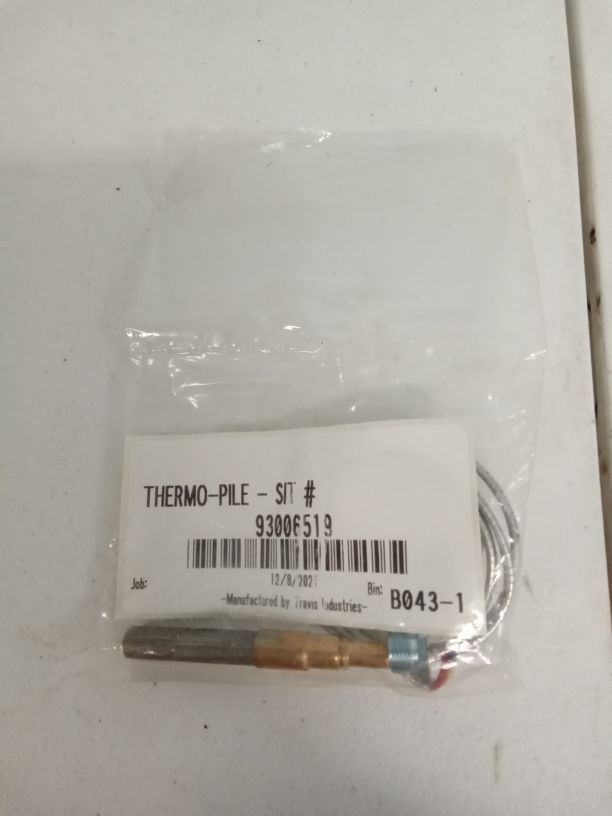 THERMO-PILE - SIT #
93006519
12/8/2021
Job:
Bin: B043-1
-Manufactured by Travis Industries-